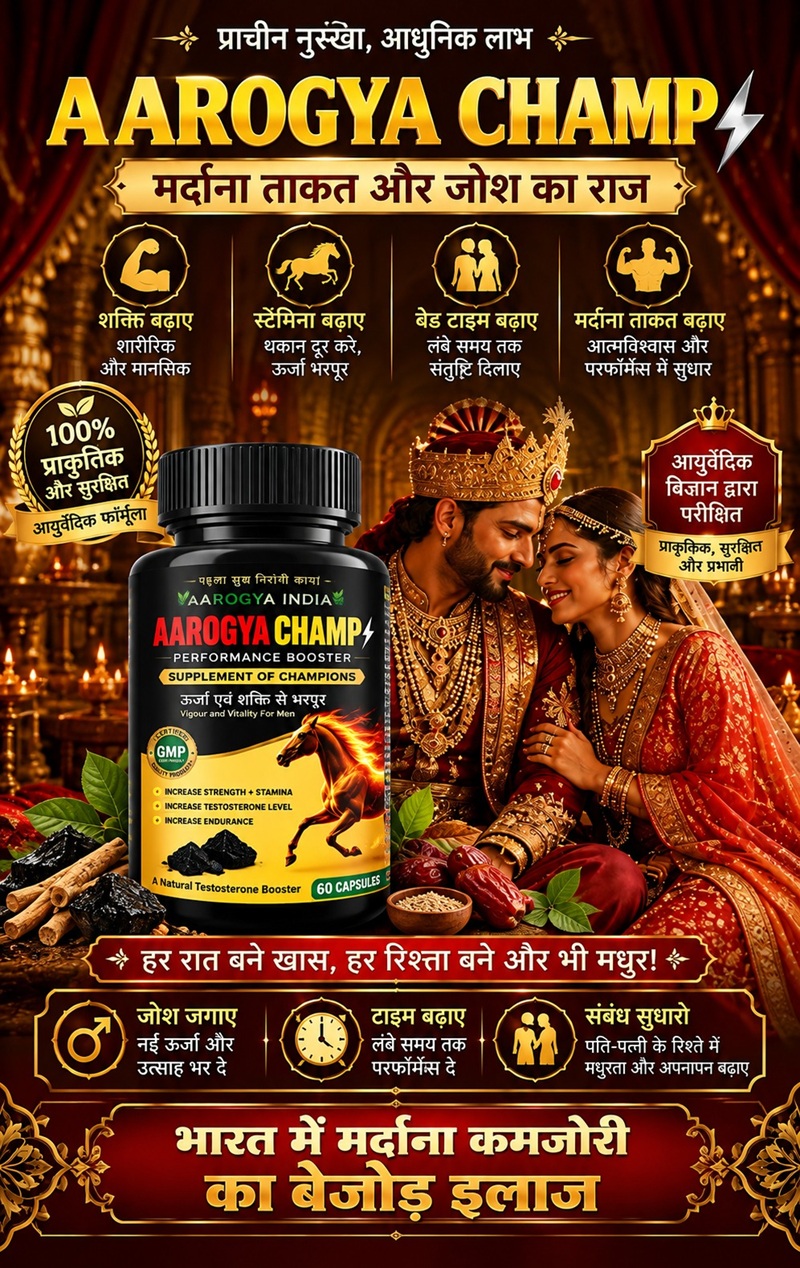 प्राचीन नुस्खा, आधुनिक लाभ
AAROGYA CHAMP
मर्दाना ताकत और जोश का राज
शक्ति बढ़ाए
शारीरिक
और मानसिक
स्टेंमिना बढ़ाए
थकान दूर करे,
ऊर्जा भरपूर
बेड टाइम बढ़ाए
लंबे समय तक
संतुष्टि दिलाए
मर्दाना ताकत बढ़ाए
आत्मविश्वास और
परफॉर्मेंस में सुधार
100%
प्राकृतिक
और सुरक्षित
आयुर्वेदिक फॉर्मूला
आयुर्वेदिक
बिज्ञान द्वारा
परीक्षित
प्राकृकिक, सुरक्षित
और प्रभावी
पहला सुख निरोगी काया
AAROGYA INDIA
AAROGYA CHAMP
PERFORMANCE BOOSTER
SUPPLEMENT OF CHAMPIONS
ऊर्जा एवं शक्ति से भरपूर
Vigour and Vitality For Men
CERTIFIED
GMP
INCREASE STRENGTH + STAMINA
INCREASE TESTOSTERONE LEVEL
INCREASE ENDURANCE
A Natural Testosterone Booster
60 CAPSULES
हर रात बने खास, हर रिश्ता बने और भी मधुर!
जोश जगाए
नई ऊर्जा और
उत्साह भर दे
टाइम बढ़ाए
लंबे समय तक
परफॉर्मेंस दे
संबंध सुधारो
पति-पत्नी के रिश्ते में
मधुरता और अपनापन बढ़ाए
भारत में मर्दाना कमजोरी
का बेजोड़ इलाज